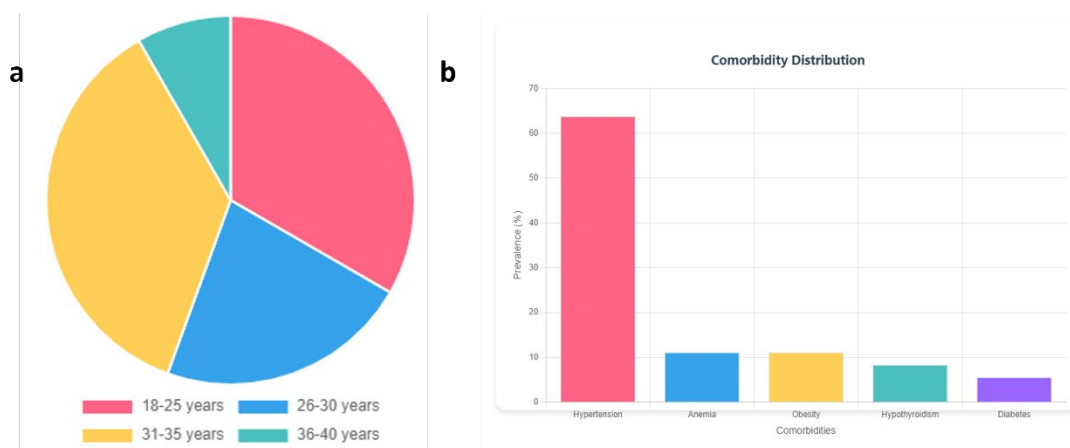 a
18-25 years 26-30 years
31-35 years 36-40 years
b
Comorbidity Distribution
Prevalence (%)
70
60
50
40
30
20
10
0
Hypertension Anemia Obesity Hypothyroidism Diabetes
Comorbidities